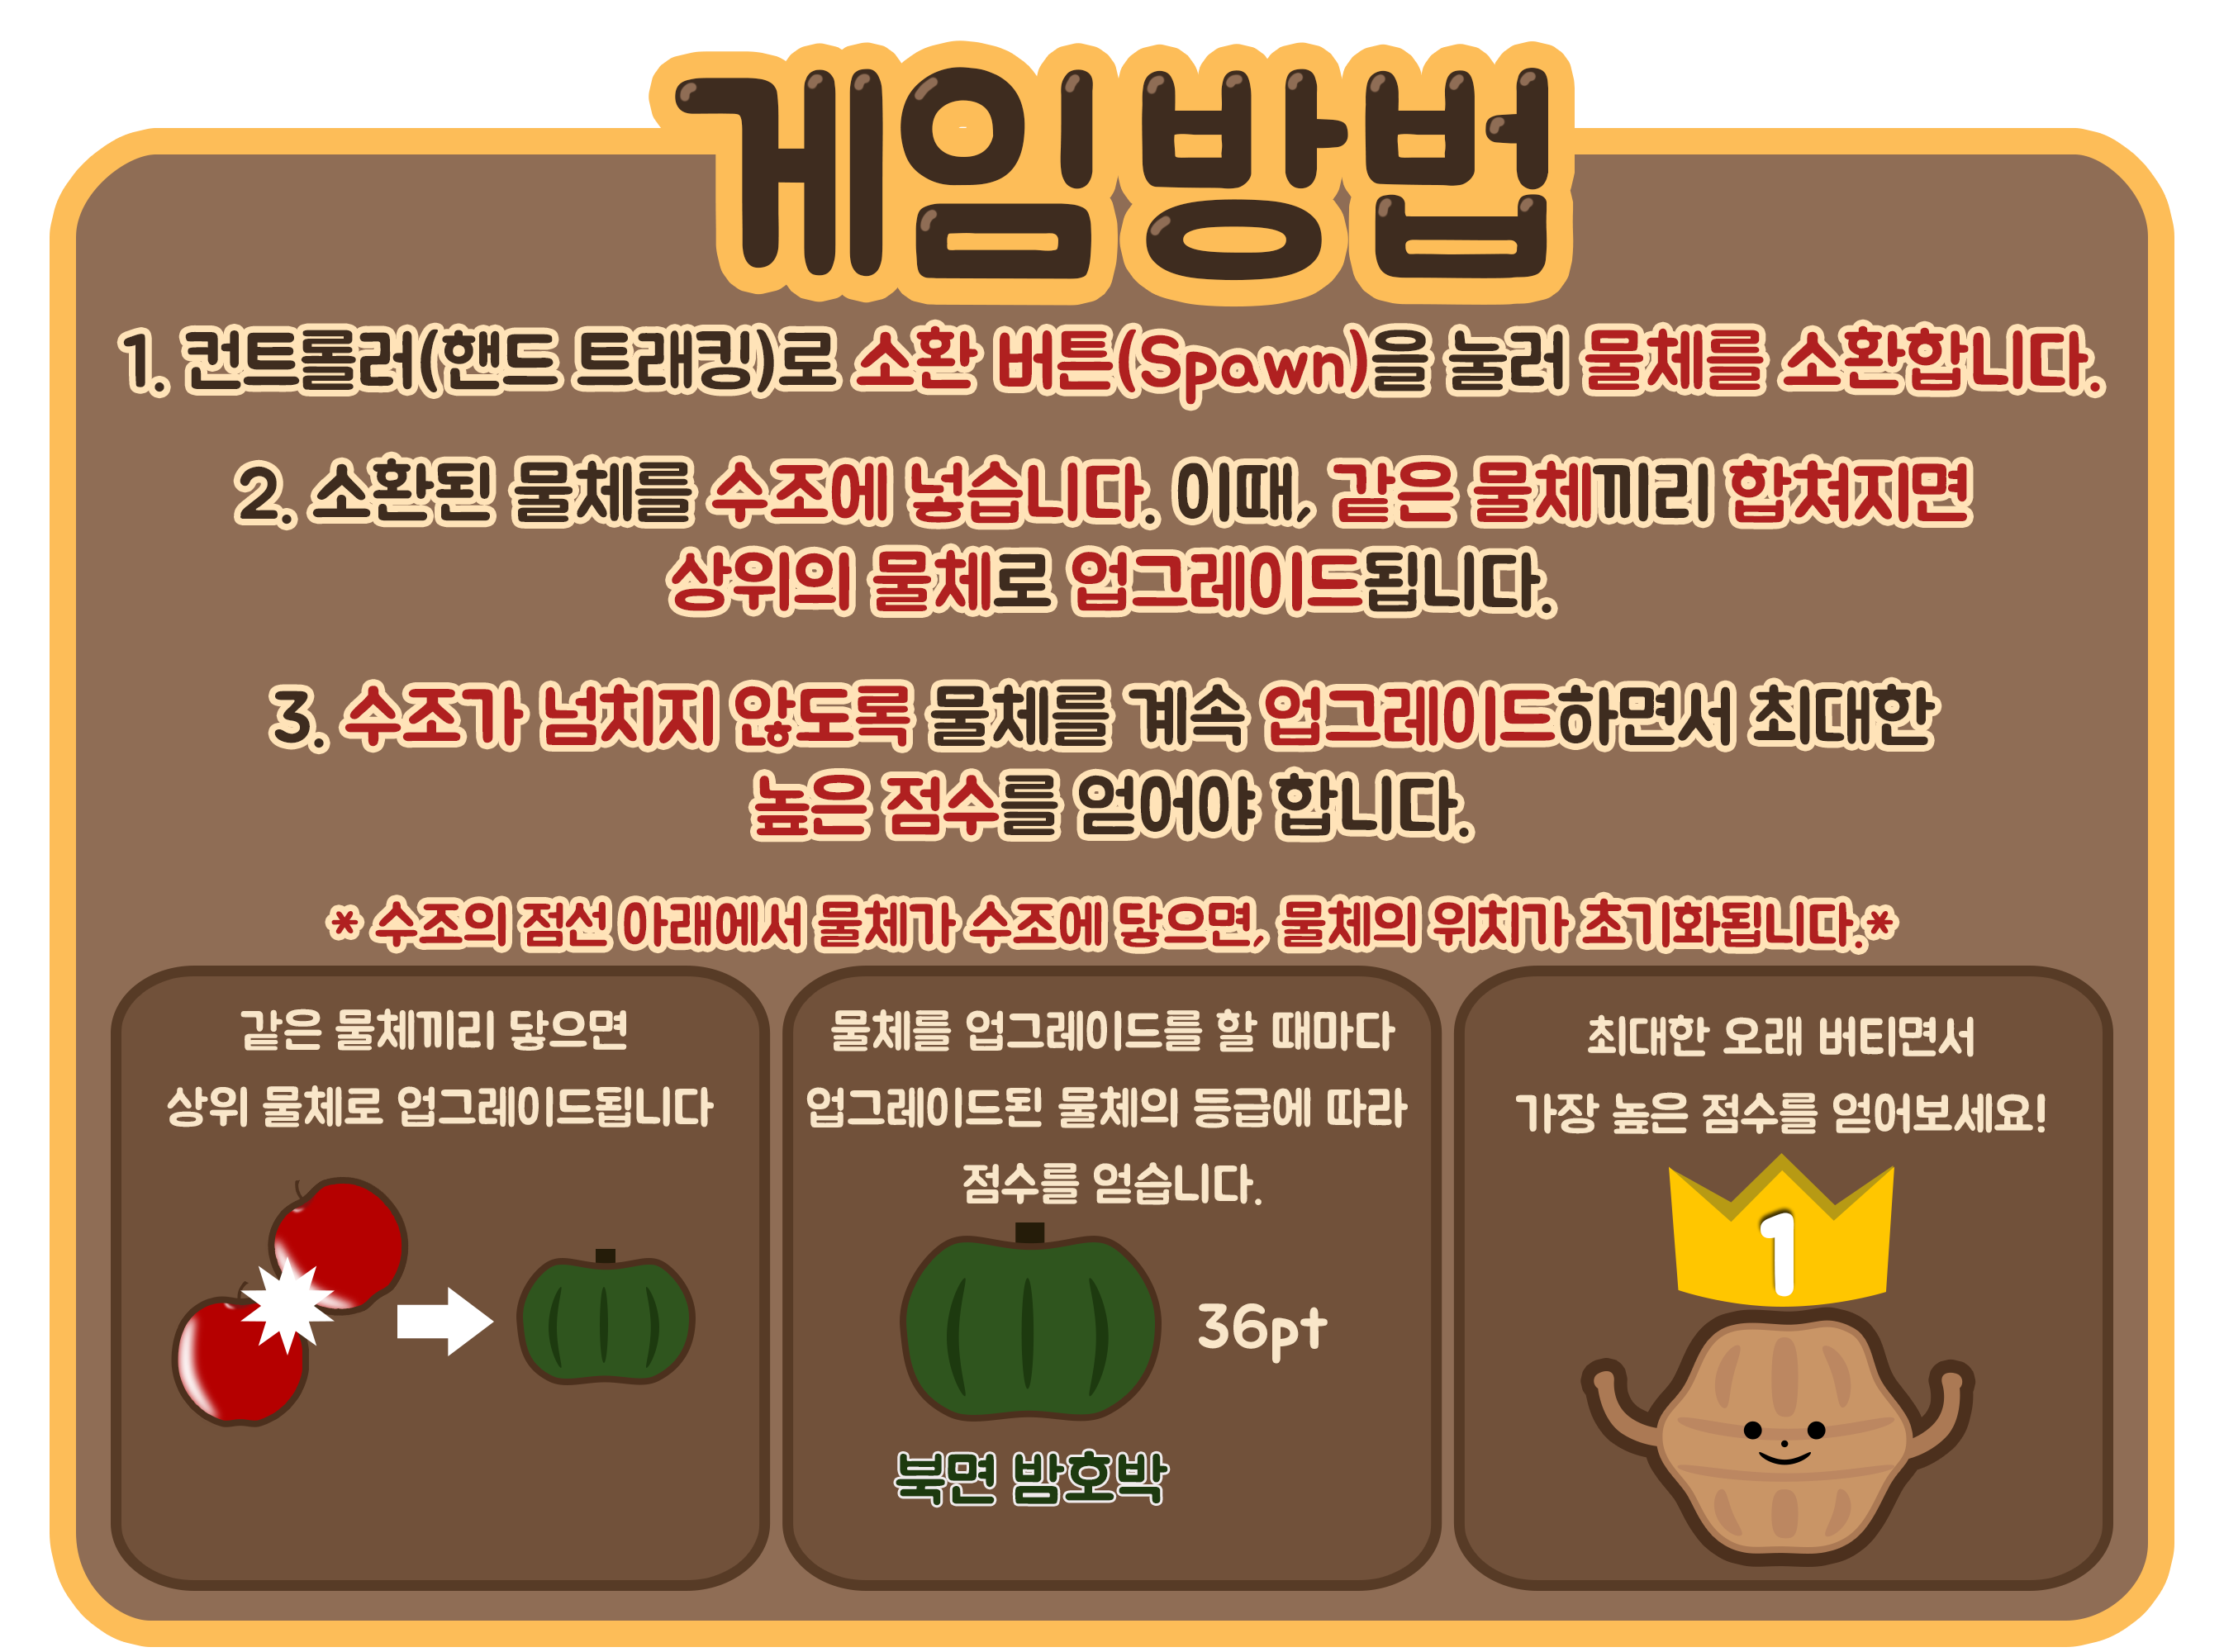 게임방법
1. 컨트롤러(핸드 트래킹)로 소환 버튼(Spawn)을 눌러 물체를 소환합니다.
2. 소환된 물체를 수조에 넣습니다. 이때, 같은 물체끼리 합쳐지면
상위의 물체로 업그레이드됩니다.
3. 수조가 넘치지 않도록 물체를 계속 업그레이드하면서 최대한
높은 점수를 얻어야 합니다.
* 수조의 점선 아래에서 물체가 수조에 닿으면, 물체의 위치가 초기화됩니다.*
같은 물체끼리 닿으면
상위 물체로 업그레이드됩니다
물체를 업그레이드를 할 때마다
업그레이드된 물체의 등급에 따라
점수를 얻습니다.
36pt
북면 밤호박
최대한 오래 버티면서
가장 높은 점수를 얻어보세요!
1